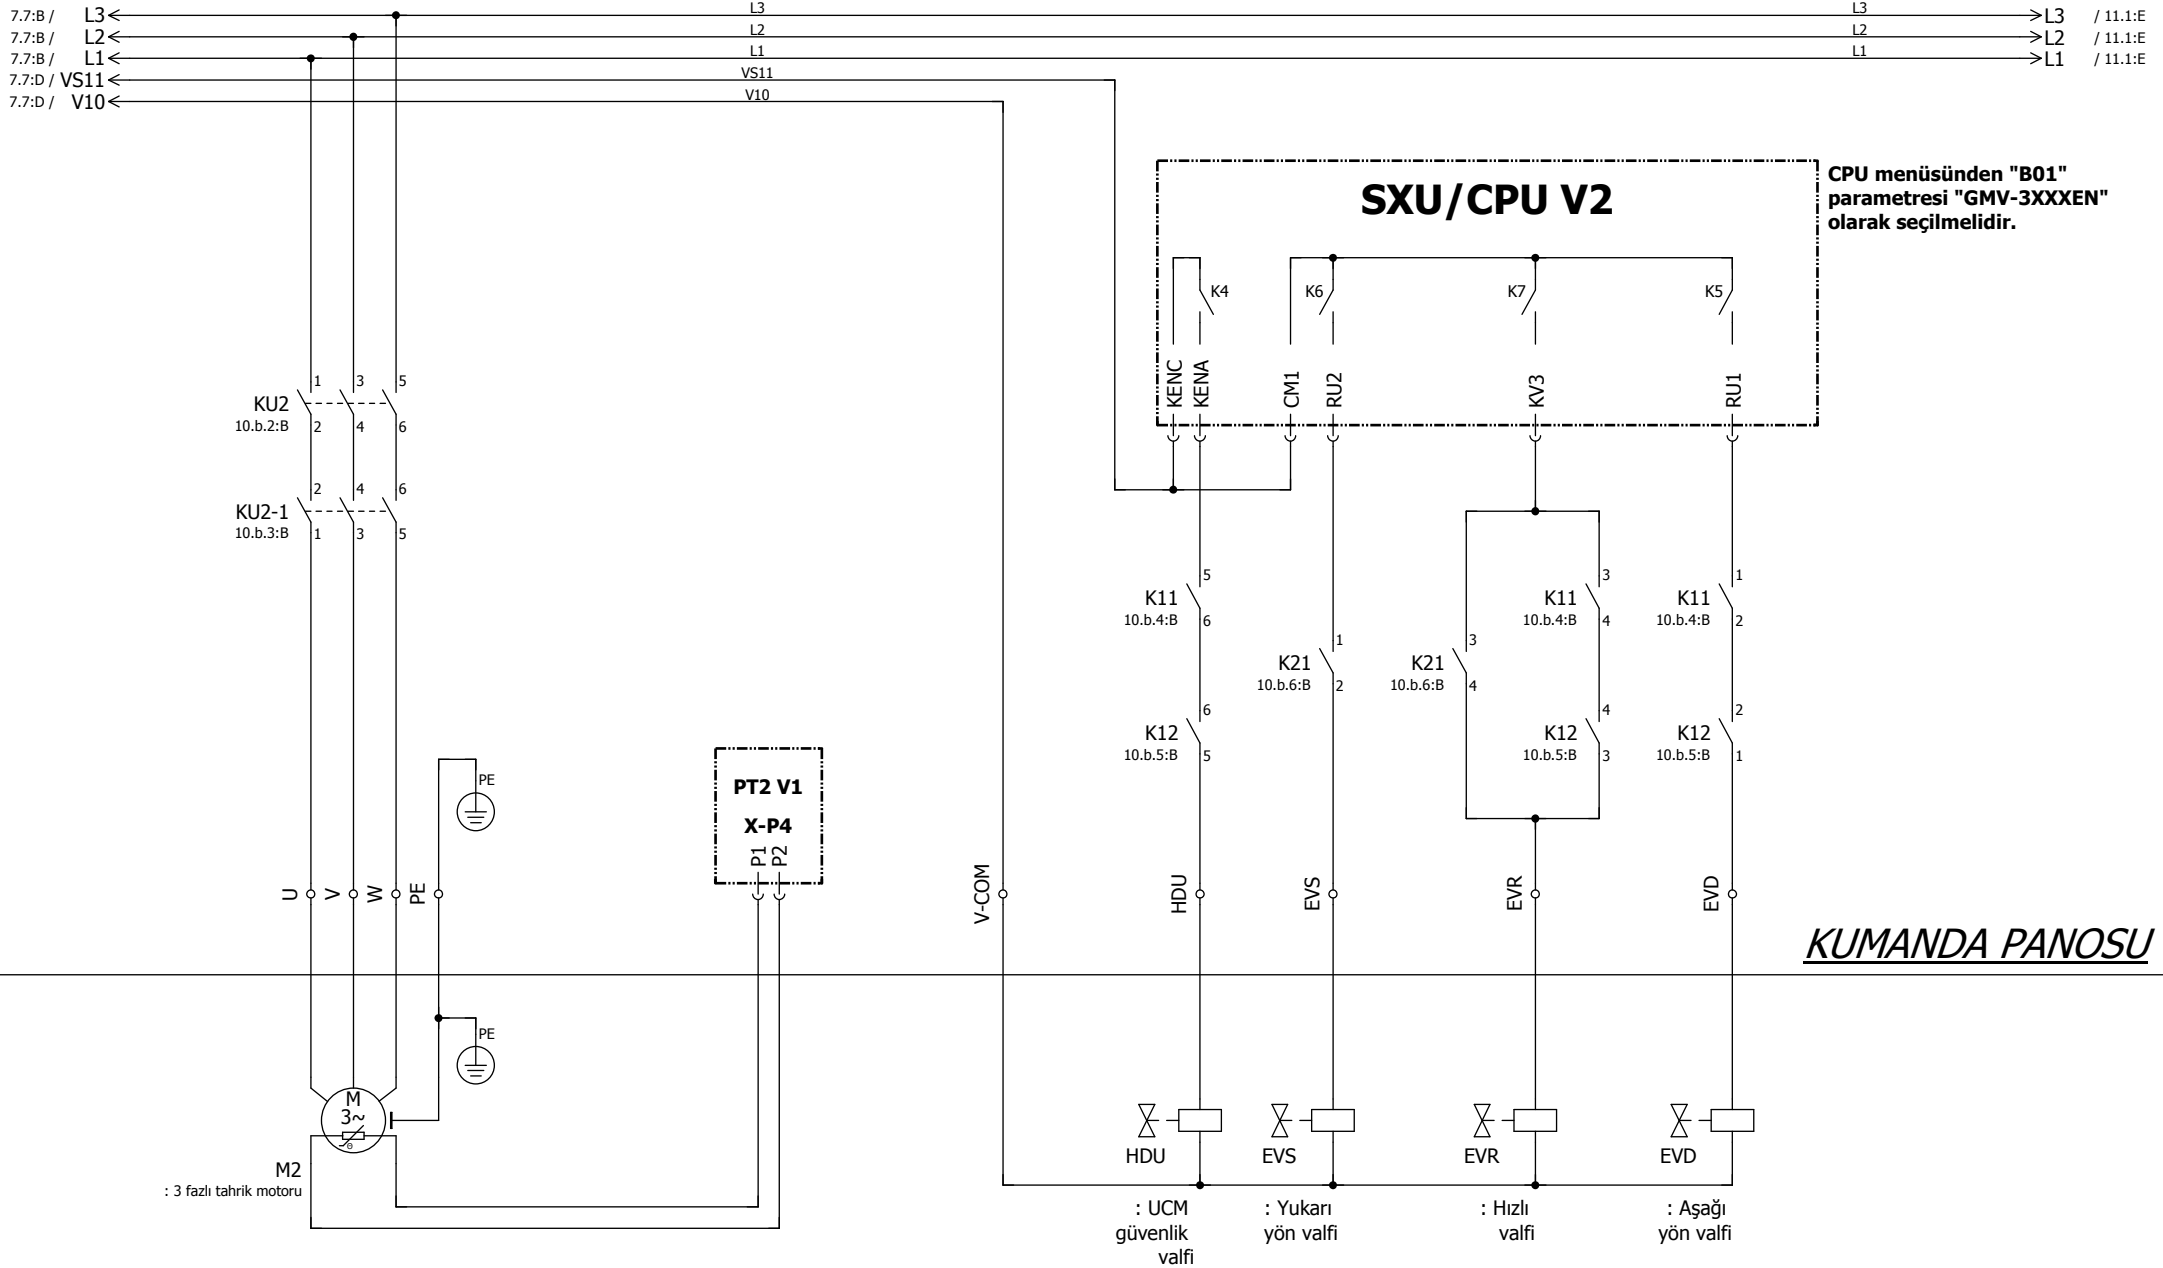 7.7:B / L3 L3 L3 L3 / 11.1:E
7.7:B / L2 L2 L2 L2 / 11.1:E
7.7:B / L1 L1 L1 L1 / 11.1:E
7.7:D / VS11 VS11
7.7:D / V10 V10
SXU/CPU V2
CPU menüsünden "B01"
parametresi "GMV-3XXXEN"
olarak seçilmelidir.
K4 K6 K7 K5
KENC KENA CM1 RU2 KV3 RU1
1 3 5
KU2
10.b.2:B 2 4 6
2 4 6
KU2-1
10.b.3:B 1 3 5
5 3 1
K11 K11 K11
10.b.4:B 6 10.b.4:B 4 10.b.4:B 2
1 3
K21 K21
10.b.6:B 2 10.b.6:B 4
6 4 2
K12 K12 K12
10.b.5:B 5 10.b.5:B 3 10.b.5:B 1
PE
PT2 V1
X-P4
P1 P2
U V W PE V-COM HDU EVS EVR EVD
KUMANDA PANOSU
PE
M
3~
θ
M2
: 3 fazlı tahrik motoru
HDU EVS EVR EVD
: UCM
güvenlik
valfi
: Yukarı
yön valfi
: Hızlı
valfi
: Aşağı
yön valfi